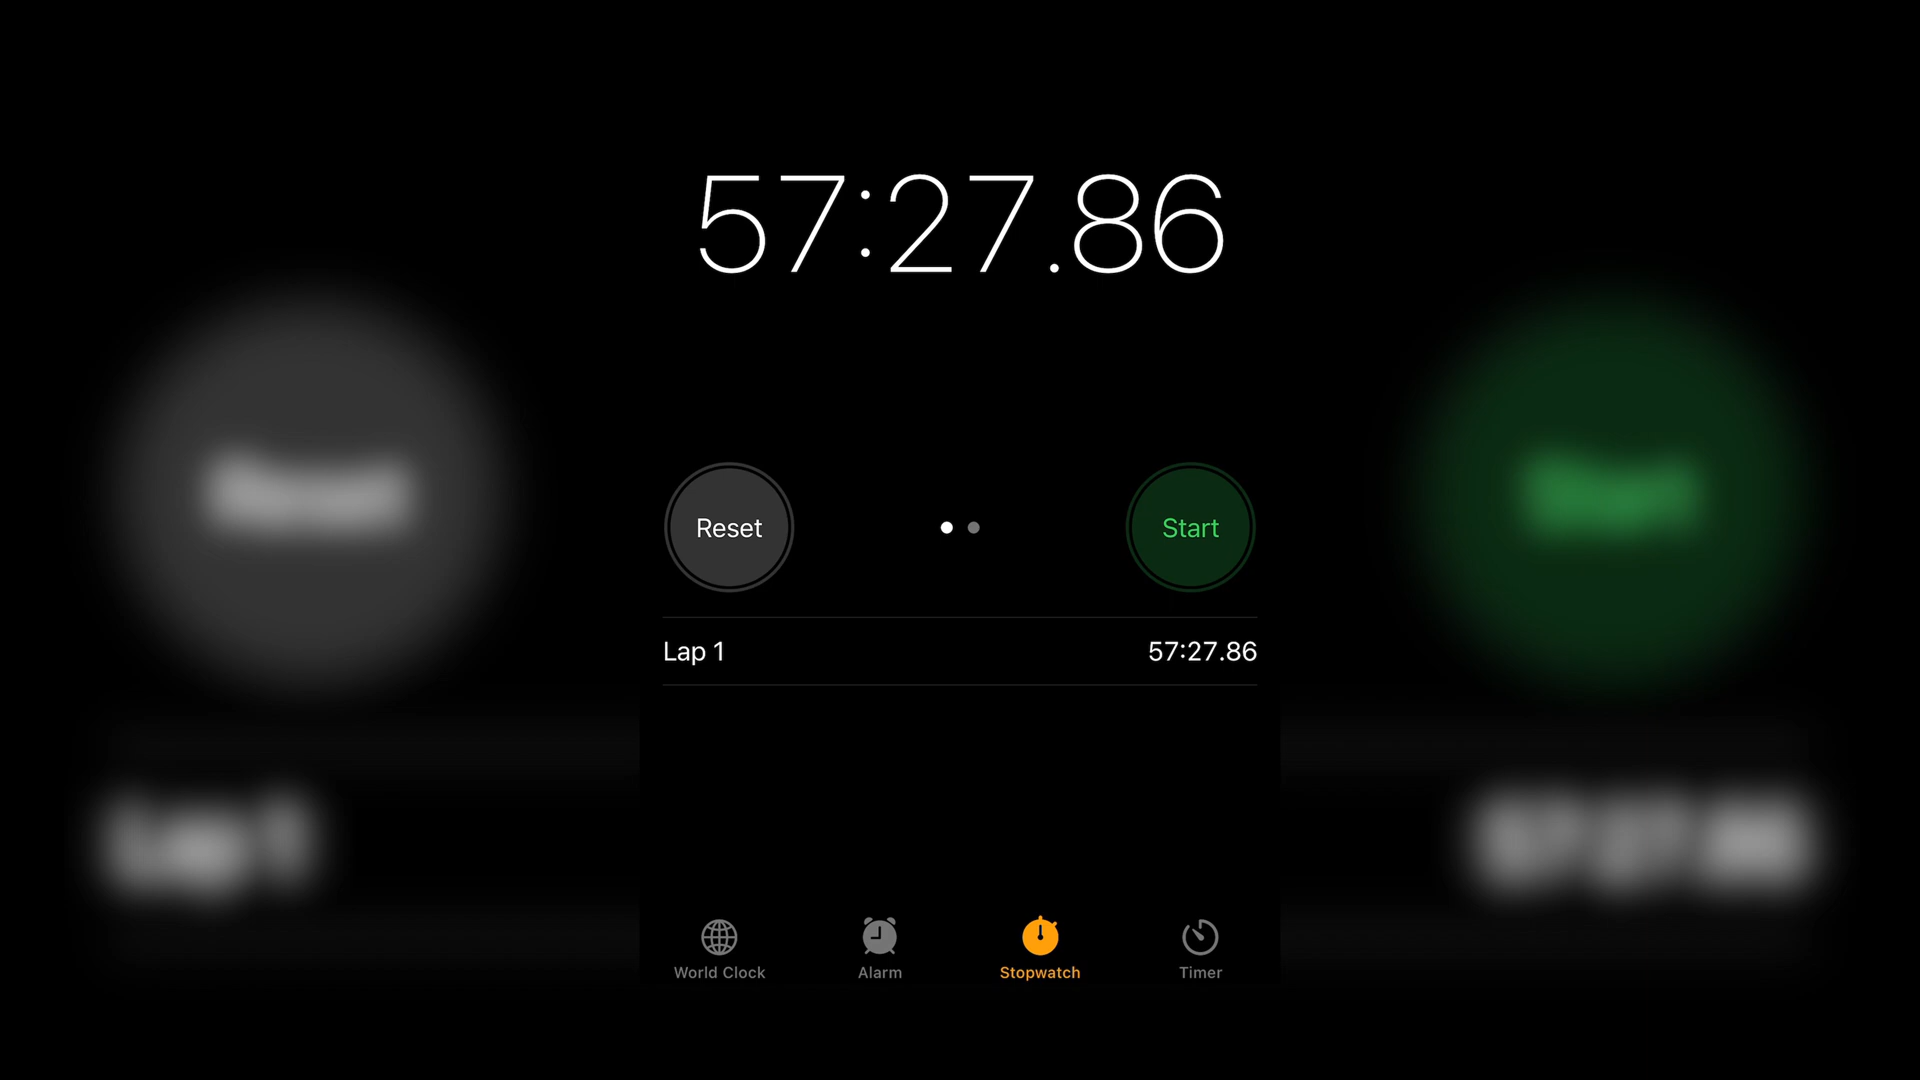 57:27.86
Reset
Start
Lap 1 57:27.86
World Clock Alarm Stopwatch Timer